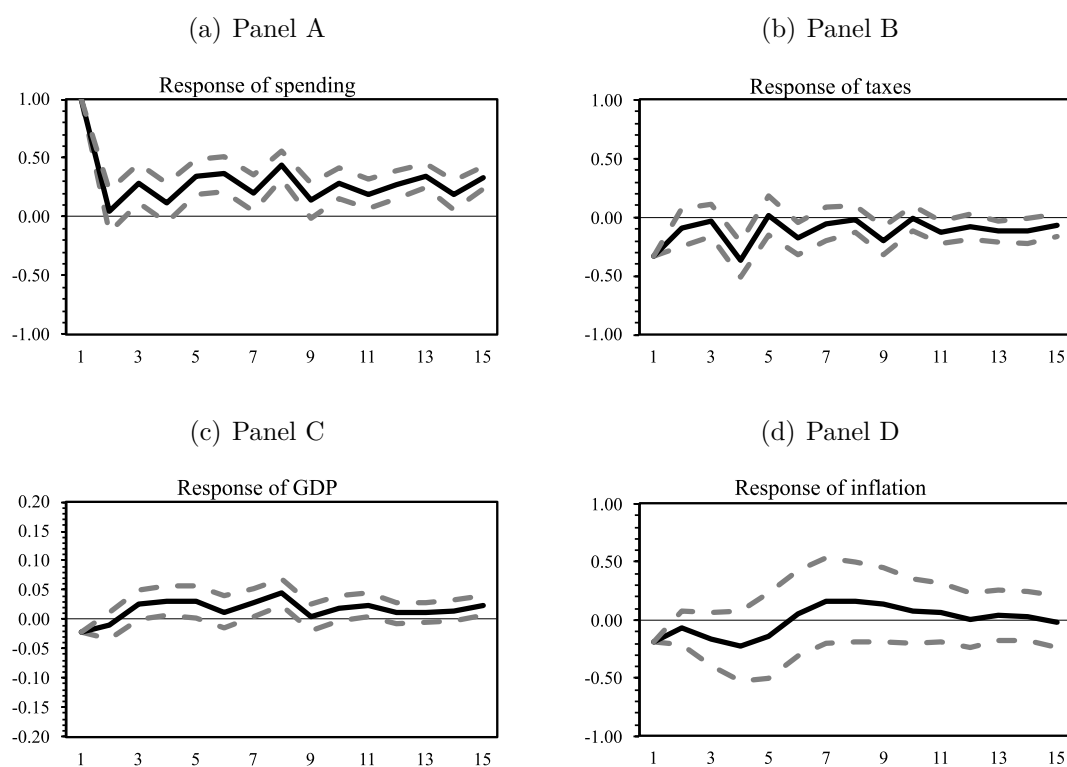 (a) Panel A
Response of spending
1.00
0.50
0.00
-0.50
-1.00
1 3 5 7 9 11 13 15
(b) Panel B
Response of taxes
1.00
0.50
0.00
-0.50
-1.00
1 3 5 7 9 11 13 15
(c) Panel C
Response of GDP
0.20
0.15
0.10
0.05
0.00
-0.05
-0.10
-0.15
-0.20
1 3 5 7 9 11 13 15
(d) Panel D
Response of inflation
1.00
0.50
0.00
-0.50
-1.00
1 3 5 7 9 11 13 15